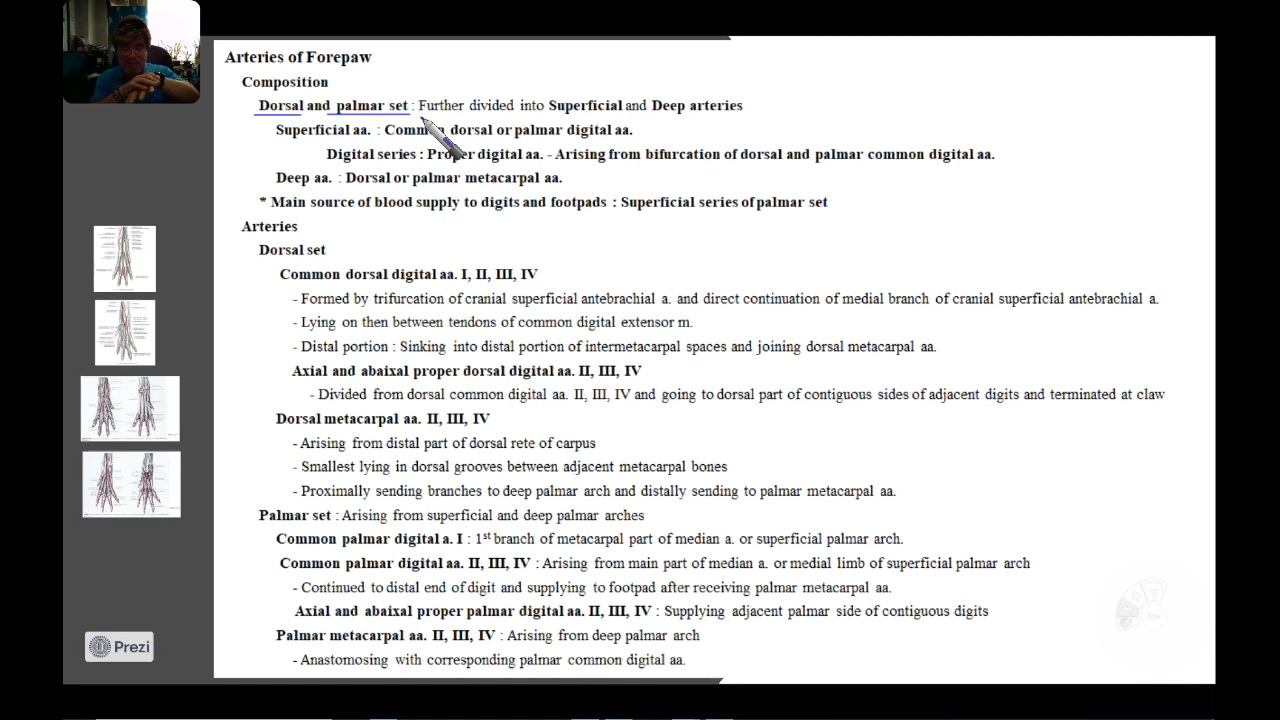 Arteries of Forepaw
Composition
Dorsal and palmar set : Further divided into Superficial and Deep arteries
Superficial aa. : Common dorsal or palmar digital aa.
Digital series : Proper digital aa. - Arising from bifurcation of dorsal and palmar common digital aa.
Deep aa. : Dorsal or palmar metacarpal aa.
* Main source of blood supply to digits and footpads : Superficial series of palmar set
Arteries
Dorsal set
Common dorsal digital aa. I, II, III, IV
- Formed by trifurcation of cranial superficial antebrachial a. and direct continuation of medial branch of cranial superficial antebrachial a.
- Lying on then between tendons of common digital extensor m.
- Distal portion : Sinking into distal portion of intermetacarpal spaces and joining dorsal metacarpal aa.
Axial and abaixal proper dorsal digital aa. II, III, IV
- Divided from dorsal common digital aa. II, III, IV and going to dorsal part of contiguous sides of adjacent digits and terminated at claw
Dorsal metacarpal aa. II, III, IV
- Arising from distal part of dorsal rete of carpus
- Smallest lying in dorsal grooves between adjacent metacarpal bones
- Proximally sending branches to deep palmar arch and distally sending to palmar metacarpal aa.
Palmar set : Arising from superficial and deep palmar arches
Common palmar digital a. I : 1st branch of metacarpal part of median a. or superficial palmar arch.
Common palmar digital aa. II, III, IV : Arising from main part of median a. or medial limb of superficial palmar arch
- Continued to distal end of digit and supplying to footpad after receiving palmar metacarpal aa.
Axial and abaixal proper palmar digital aa. II, III, IV : Supplying adjacent palmar side of contiguous digits
Palmar metacarpal aa. II, III, IV : Arising from deep palmar arch
- Anastomosing with corresponding palmar common digital aa.
Prezi